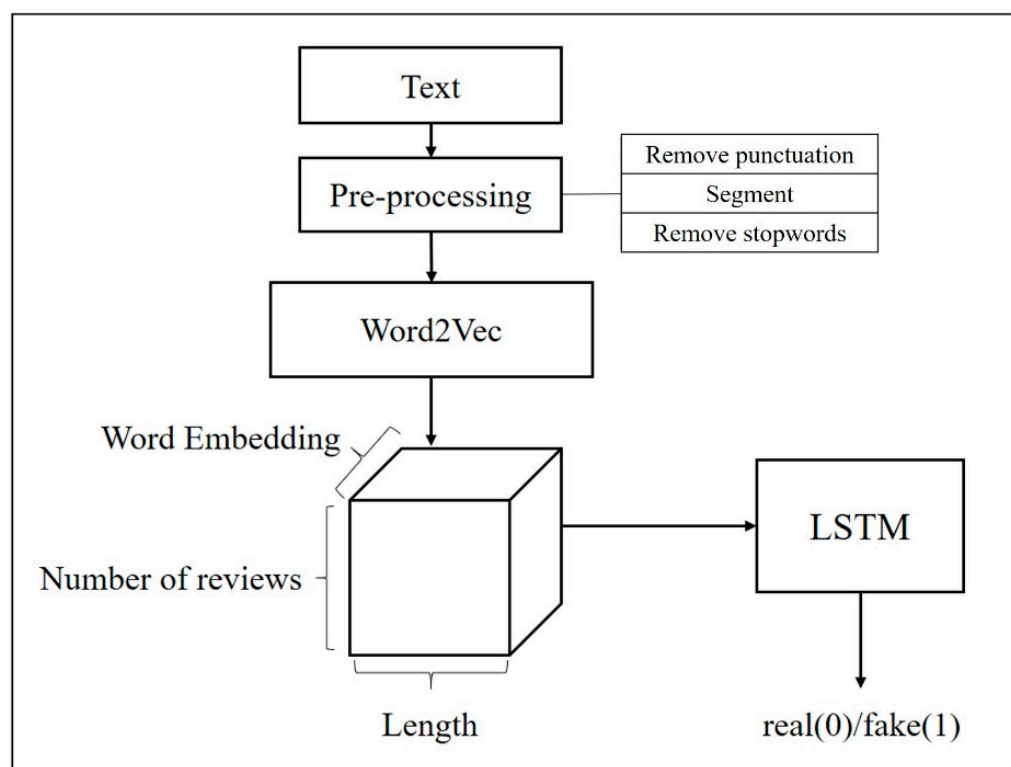 Text
Pre-processing
Remove punctuation
Segment
Remove stopwords
Word2Vec
Word Embedding
Number of reviews
Length
LSTM
real(0)/fake(1)